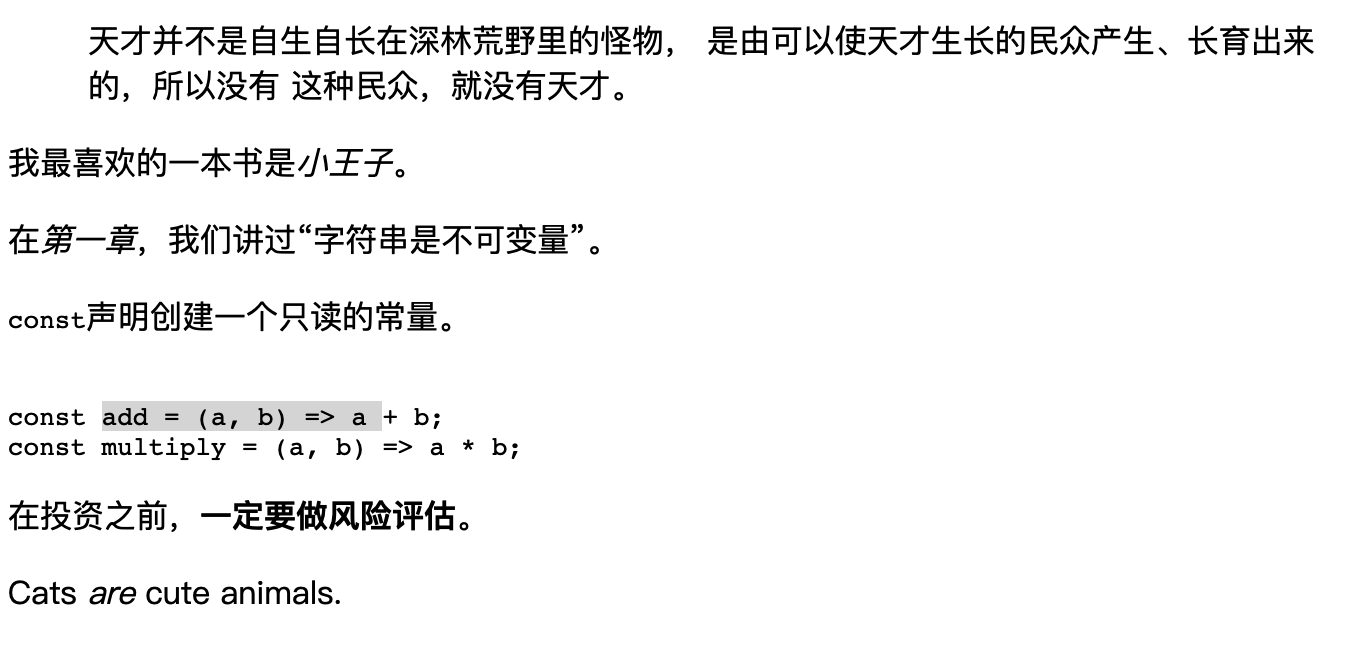 天才并不是自生自长在深林荒野里的怪物， 是由可以使天才生长的民众产生、长育出来
的，所以没有 这种民众，就没有天才。
我最喜欢的一本书是小王子。
在第一章，我们讲过“字符串是不可变量”。
const声明创建一个只读的常量。
const add = (a, b) => a + b;
const multiply = (a, b) => a * b;
在投资之前，一定要做风险评估。
Cats are cute animals.